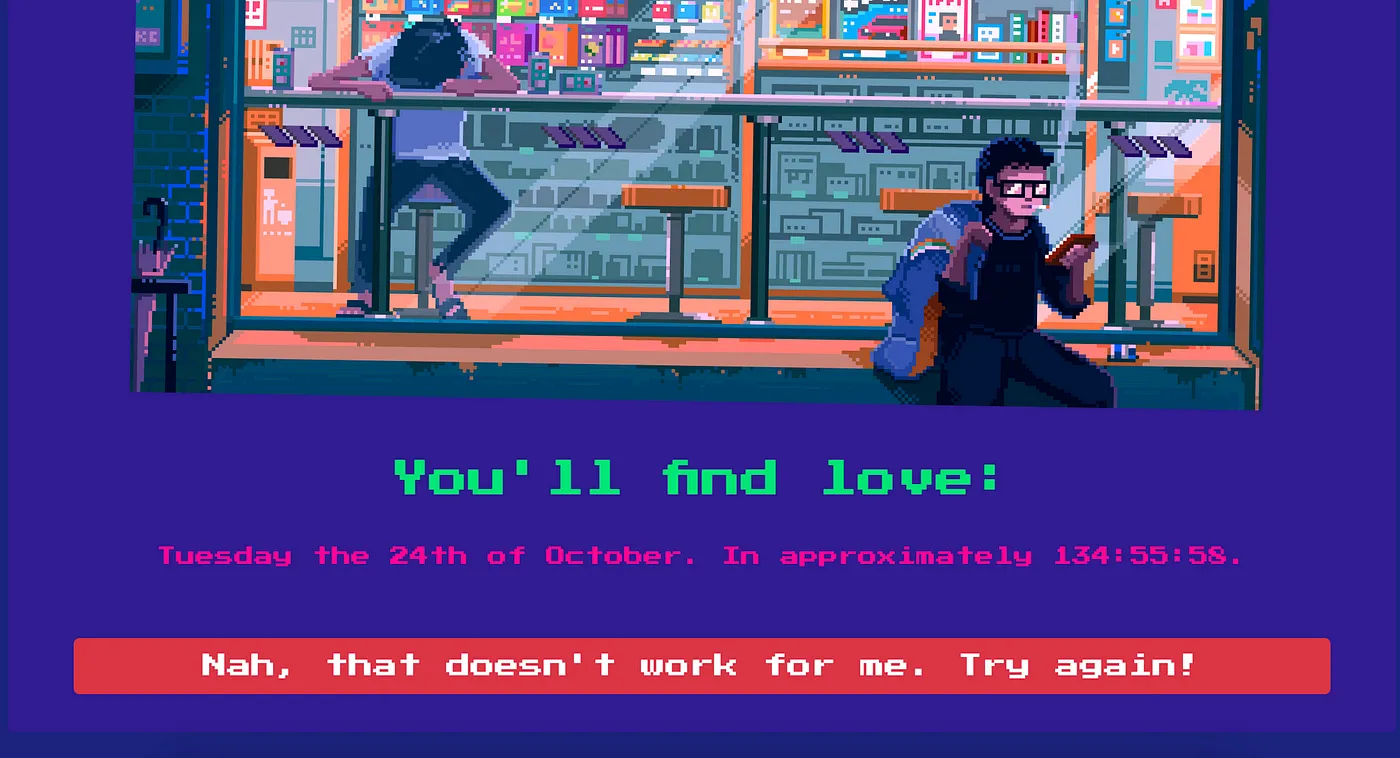 You'll find love:
Tuesday the 24th of October. In approximately 134:55:58.
Nah, that doesn't work for me. Try again!